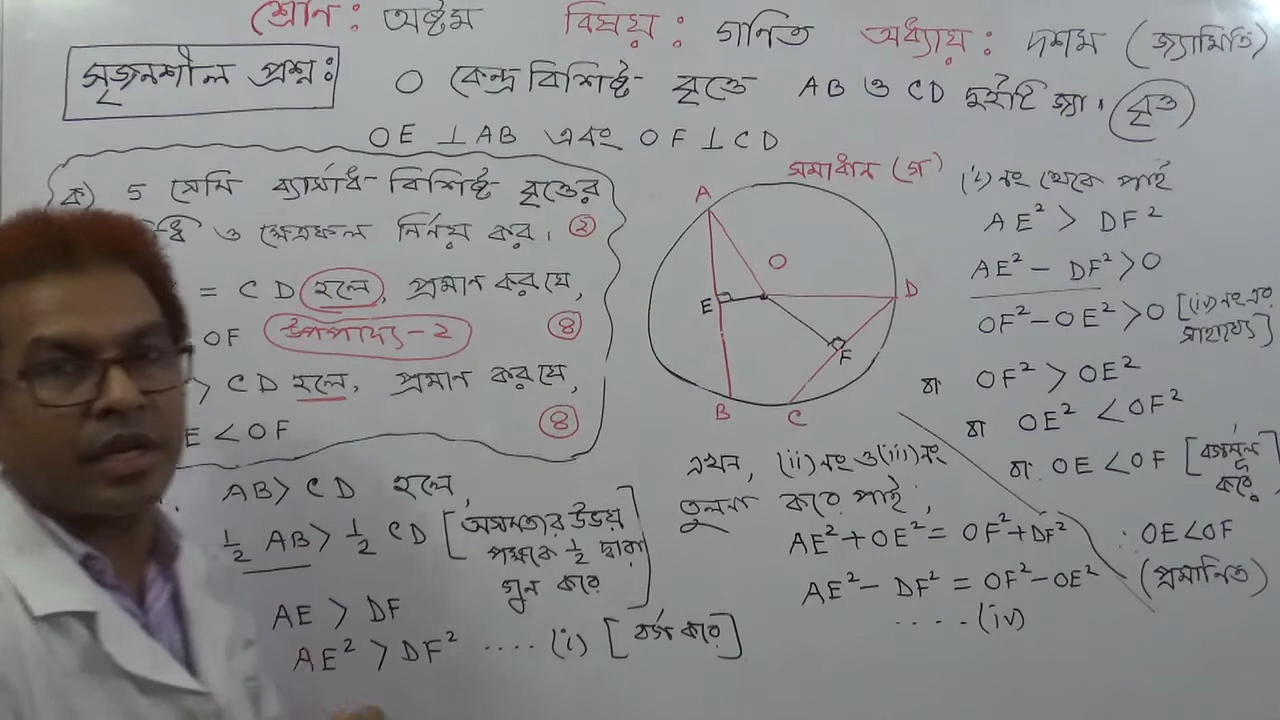 শ্রেণি: অষ্টম বিষয়: গণিত অধ্যায়: দশম (জ্যামিতি)
সৃজনশীল প্রশ্ন: O কেন্দ্র বিশিষ্ট বৃত্তে AB ও CD দুইটি জ্যা। (বৃত্ত)
OE ⊥ AB এবং OF ⊥ CD
ক) 5 সেমি ব্যাসার্ধ বিশিষ্ট বৃত্তের
ও ক্ষেত্রফল নির্ণয় কর। ২
= CD হলে, প্রমান কর যে,
OF উপপাদ্য-2 ৪
> CD হলে, প্রমান কর যে,
E < OF ৪
AB > CD হলে,
½ AB > ½ CD [অসমতার উভয়
পক্ষকে ½ দ্বারা
গুন করে]
AE > DF
AE² > DF² .... (i) [বর্গ করে]
সমাধান (গ)
A
O
E
D
F
B
C
এখন, (ii) নং ও (iii) নং
তুলনা করে পাই,
AE² + OE² = OF² + DF²
AE² - DF² = OF² - OE²
..... (iv)
(i) নং থেকে পাই
AE² > DF²
AE² - DF² > 0
OF² - OE² > 0 [(iv) নং এর
সাহায্যে]
বা OF² > OE²
বা OE² < OF²
বা OE < OF [বর্গমূল
করে]
∴ OE < OF
(প্রমানিত)